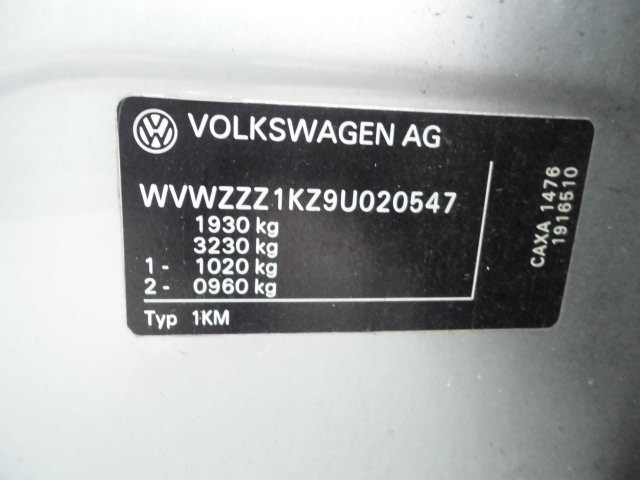 VOLKSWAGEN AG
WVWZZZ1KZ9U020547
1930 kg
3230 kg
1 - 1020 kg
2 - 0960 kg
Typ 1KM
CAXA 1476
1916510